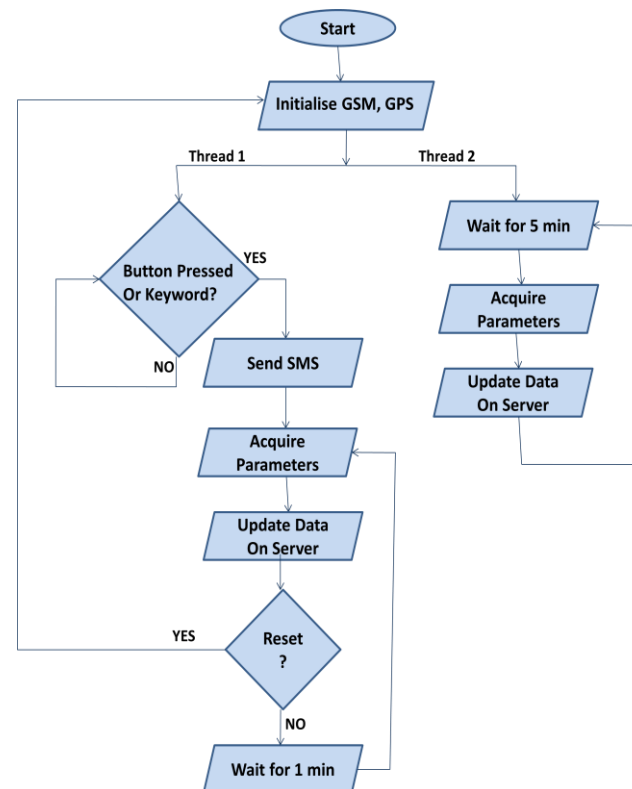 Start
Initialise GSM, GPS
Thread 1
Thread 2
Button Pressed
Or Keyword?
YES
NO
Send SMS
Acquire
Parameters
Update Data
On Server
Reset
?
YES
NO
Wait for 1 min
Wait for 5 min
Acquire
Parameters
Update Data
On Server